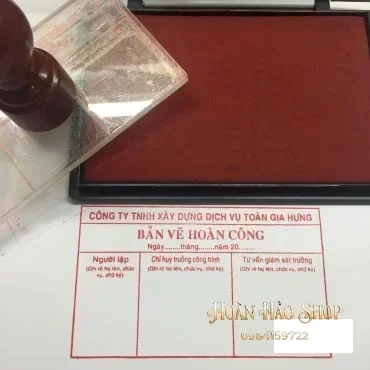 CÔNG TY TNHH XÂY DỰNG DỊCH VỤ TOÀN GIA HƯNG
BẢN VẼ HOÀN CÔNG
Ngày........tháng........năm 20........
Người lập
(Ghi rõ họ tên, chức vụ, chữ ký)
Chỉ huy trưởng công trình
(Ghi rõ họ tên, chức vụ, chữ ký)
Tư vấn giám sát trưởng
(Ghi rõ họ tên, chức vụ, chữ ký)
Hoàn Hảo Shop